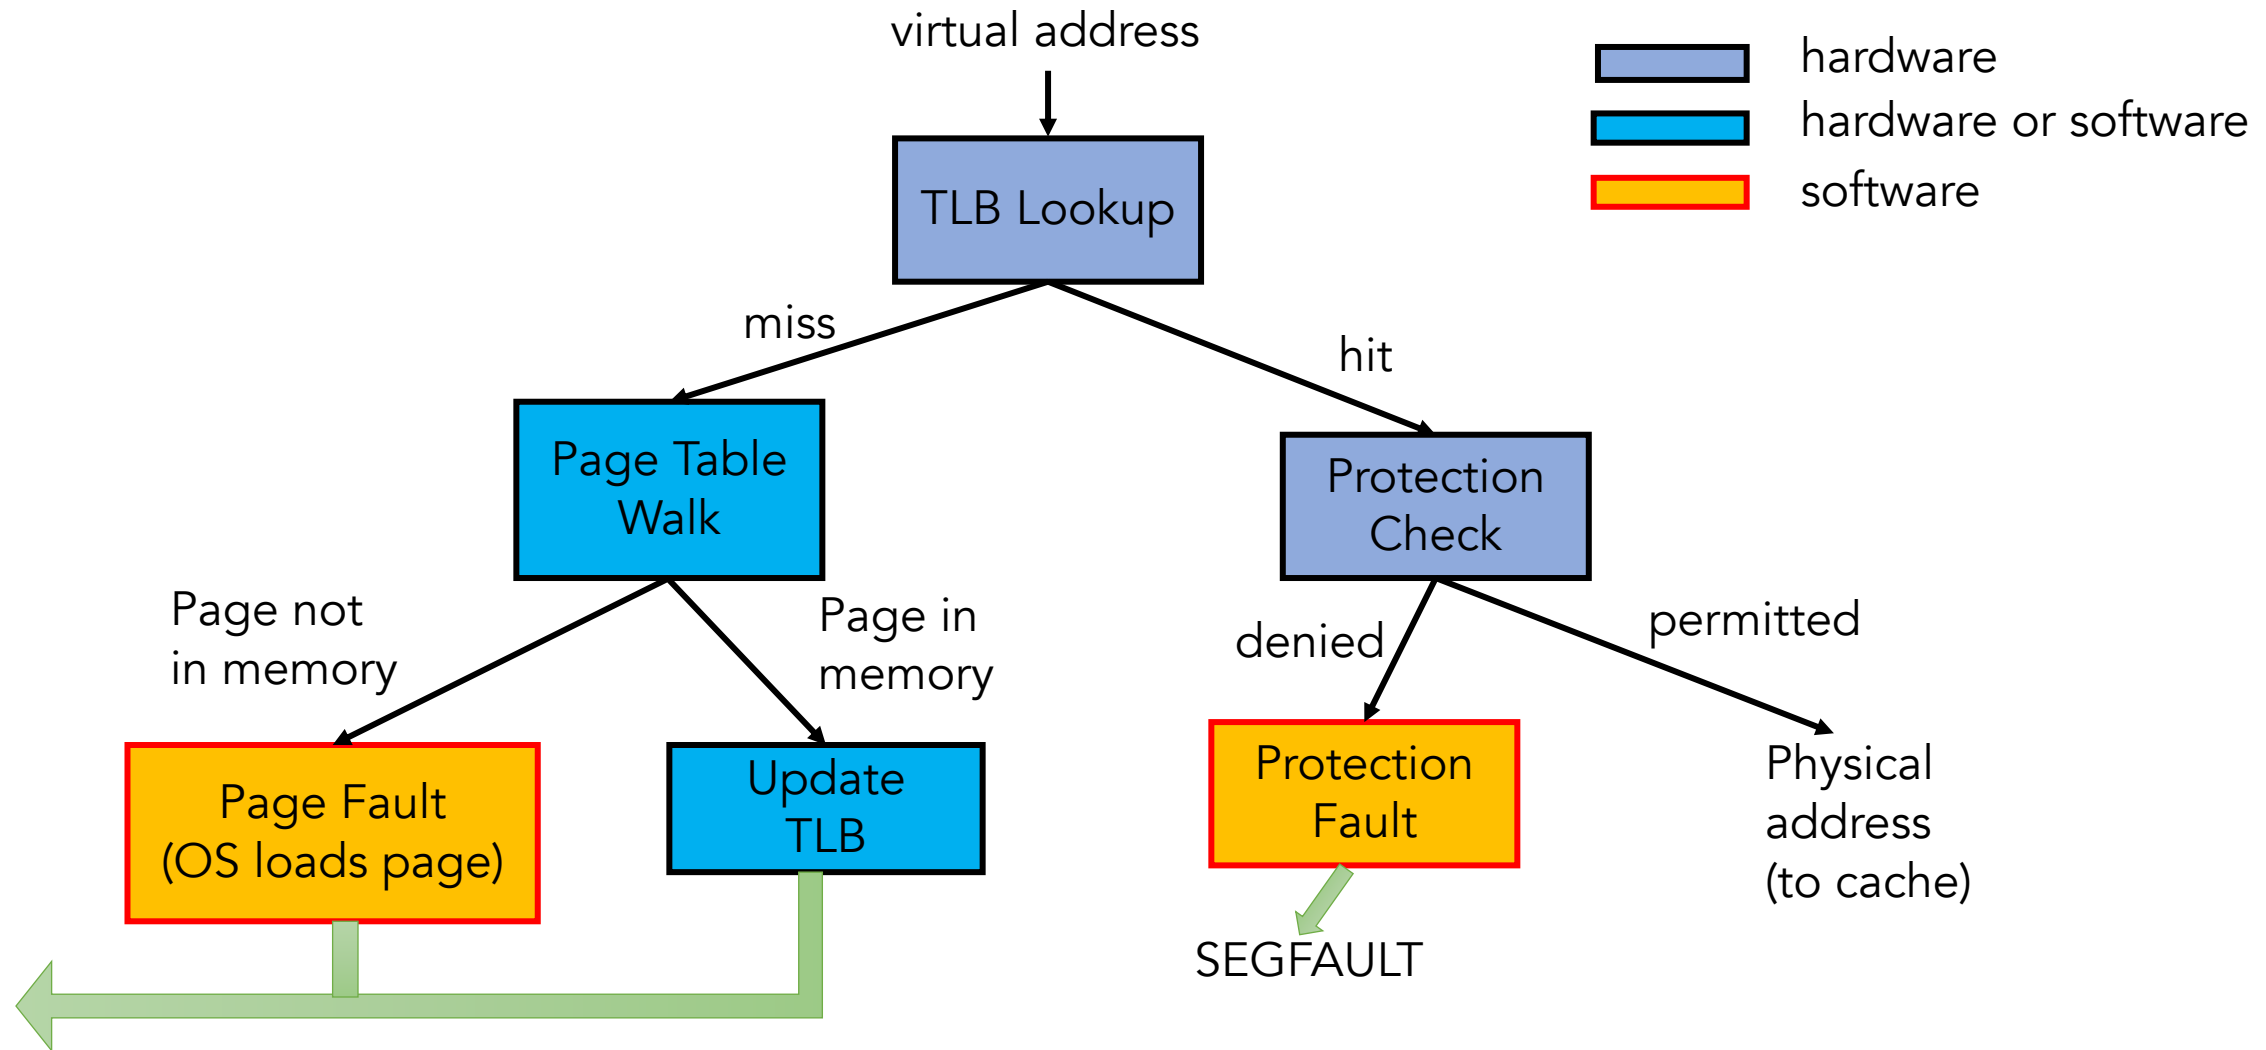 virtual address
hardware
hardware or software
software
TLB Lookup
miss
hit
Page Table
Walk
Protection
Check
Page not
in memory
Page in
memory
denied
permitted
Page Fault
(OS loads page)
Update
TLB
Protection
Fault
Physical
address
(to cache)
SEGFAULT